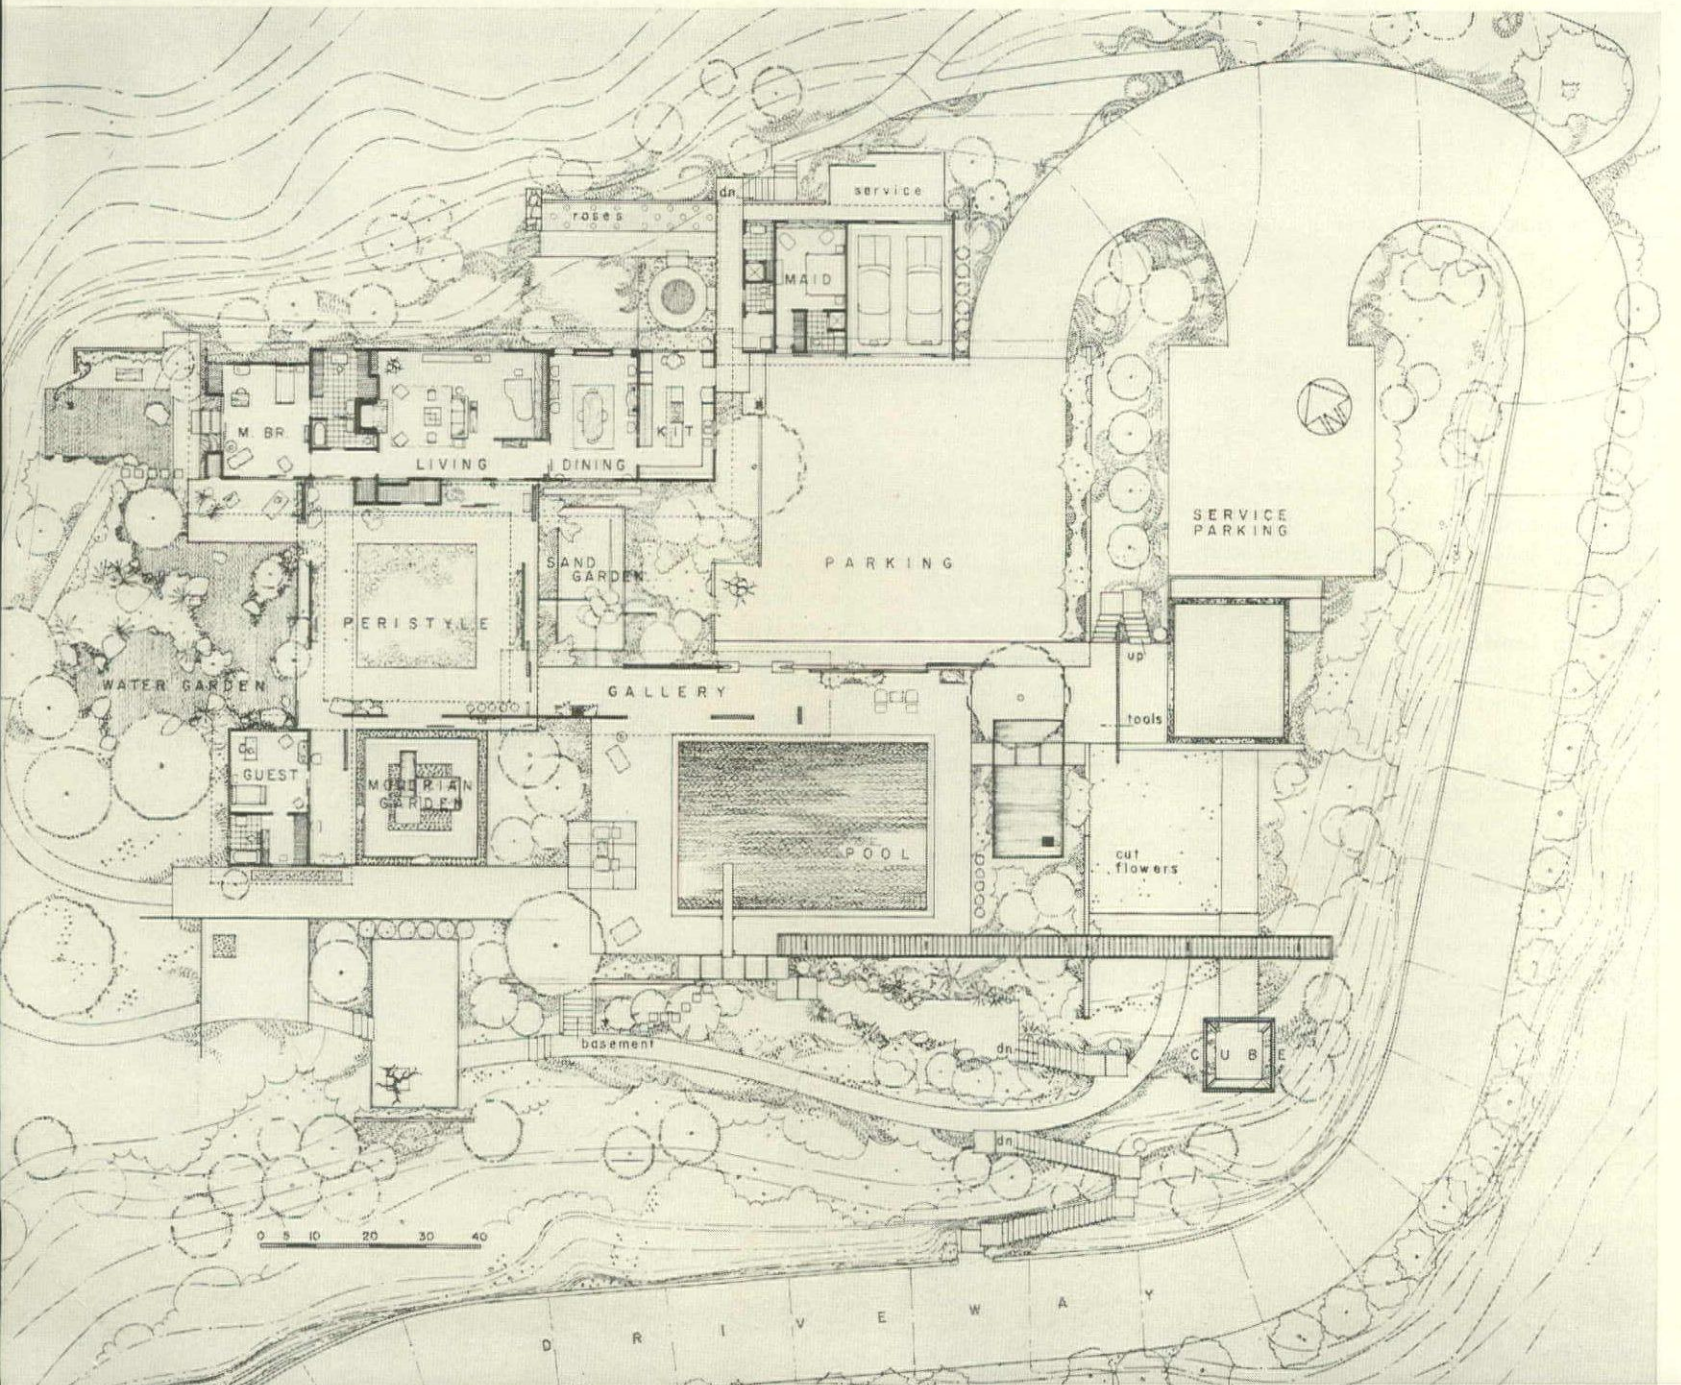 dn
service
roses
MAID
M. BR.
LIVING
DINING
KIT
N
SERVICE
PARKING
SAND
GARDEN
PARKING
PERISTYLE
up
WATER GARDEN
GALLERY
tools
GUEST
MONDRIAN
GARDEN
POOL
cut
flowers
basement
dn
CUBE
dn
0 5 10 20 30 40
DRIVEWAY